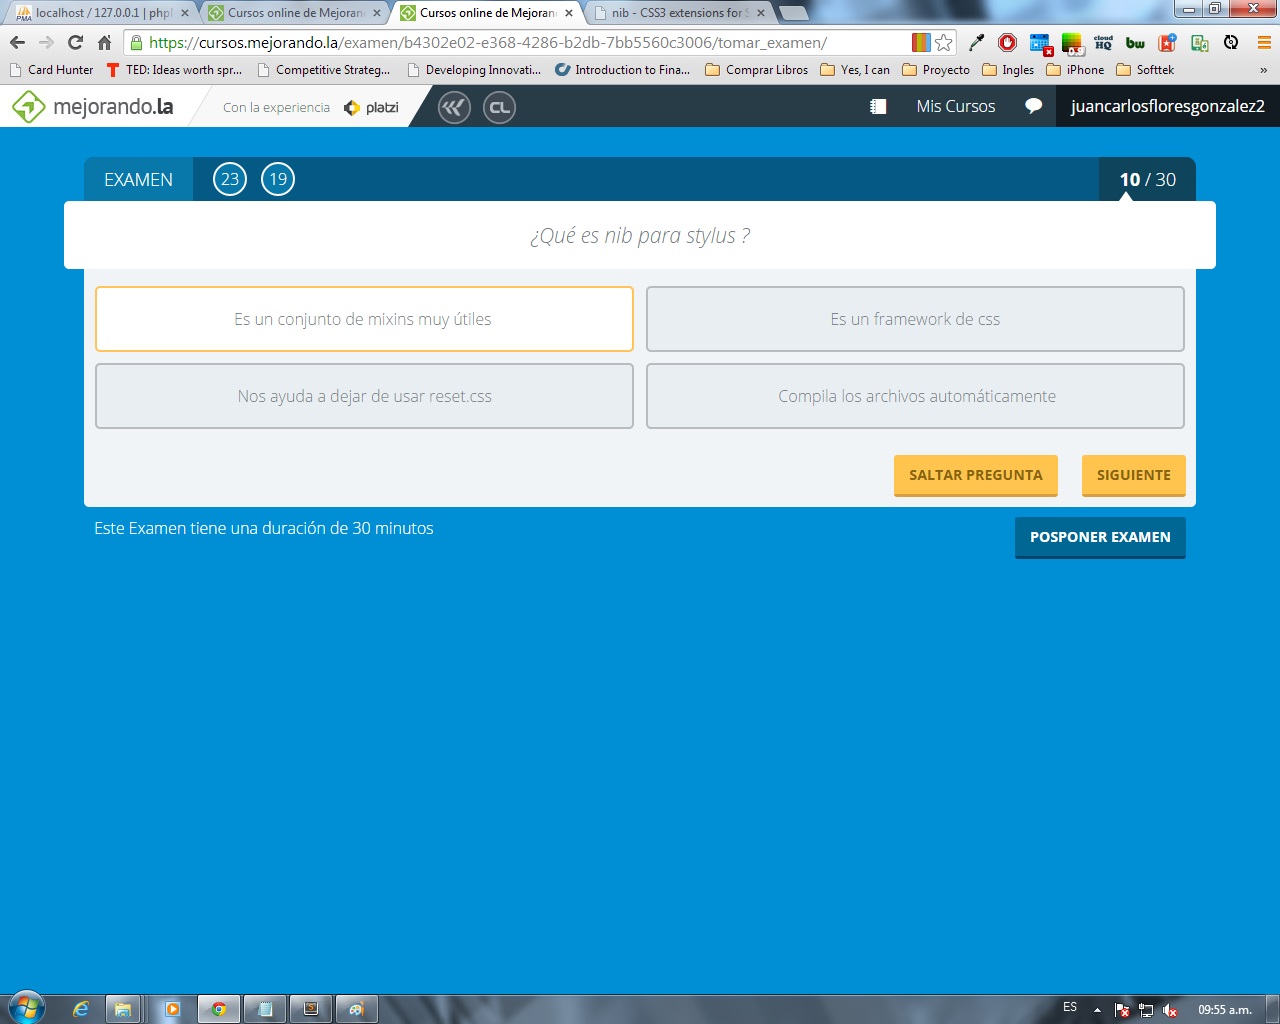 localhost / 127.0.0.1 | php
Cursos online de Mejoran
Cursos online de Mejoran
nib - CSS3 extensions for S
https://cursos.mejorando.la/examen/b4302e02-e368-4286-b2db-7bb5560c3006/tomar_examen/
Card Hunter
TED: Ideas worth spr...
Competitive Strateg...
Developing Innovati...
Introduction to Fina...
Comprar Libros
Yes, I can
Proyecto
Ingles
iPhone
Softtek
»
mejorando.la
Con la experiencia
platzi
CL
Mis Cursos
juancarlosfloresgonzalez2
EXAMEN
23
19
10 / 30
¿Qué es nib para stylus ?
Es un conjunto de mixins muy útiles
Es un framework de css
Nos ayuda a dejar de usar reset.css
Compila los archivos automáticamente
SALTAR PREGUNTA
SIGUIENTE
Este Examen tiene una duración de 30 minutos
POSPONER EXAMEN
ES
09:55 a.m.